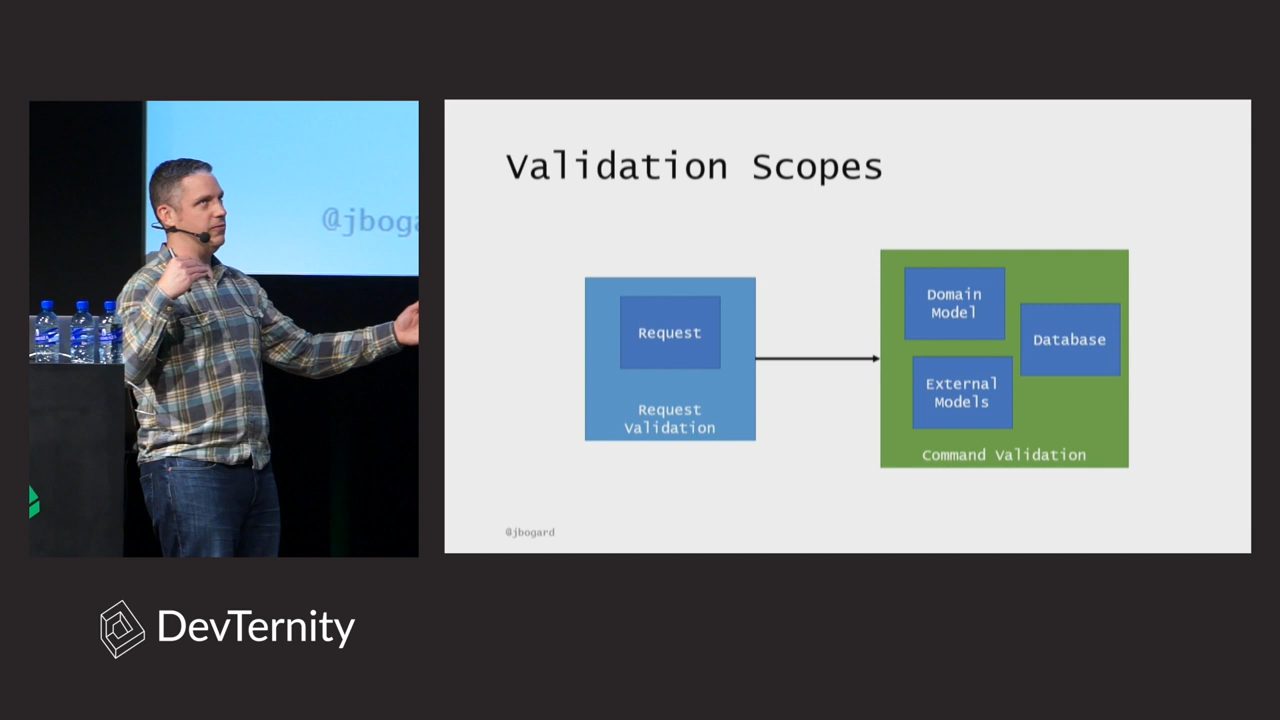 @jboga
Validation Scopes
Request
Request
Validation
Domain
Model
Database
External
Models
Command Validation
@jbogard
DevTernity